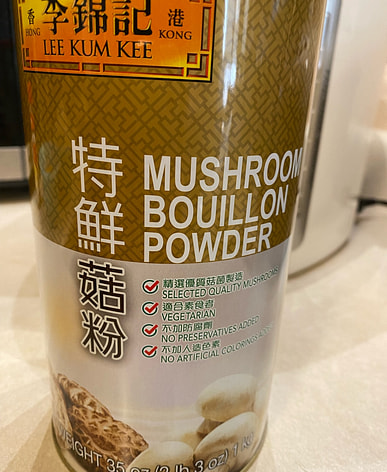 香 李錦記 港
HONG LEE KUM KEE KONG
特鮮菇粉
MUSHROOM
BOUILLON
POWDER
精選優質菇菌製造
SELECTED QUALITY MUSHROOMS
適合素食者
VEGETARIAN
不加防腐劑
NO PRESERVATIVES ADDED
不加人造色素
NO ARTIFICIAL COLORINGS
WEIGHT 35 oz (2 lb 3 oz) 1 kg